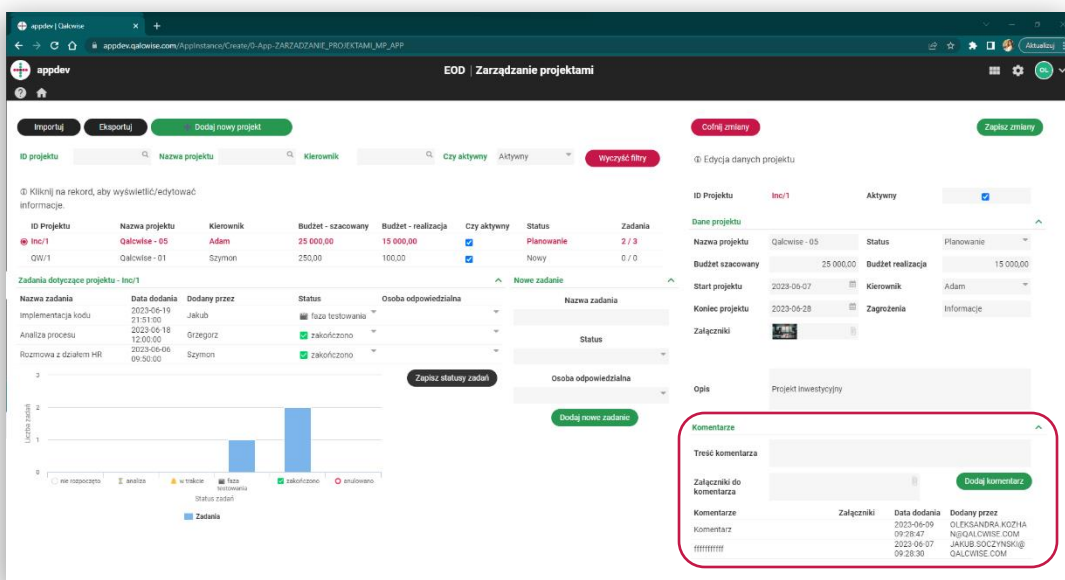 appdev | Qalcwise
appdev.qalcwise.com/AppInstance/Create/0-App-ZARZADZANIE_PROJEKTAMI_MP_APP
Aktualizuj
appdev
EOD | Zarządzanie projektami
OL
Importuj
Eksportuj
Dodaj nowy projekt
ID projektu
Nazwa projektu
Kierownik
Czy aktywny
Aktywny
Wyczyść filtry
Kliknij na rekord, aby wyświetlić/edytować
informacje.
ID Projektu Nazwa projektu Kierownik Budżet - szacowany Budżet - realizacja Czy aktywny Status Zadania
Inc/1 Qalcwise - 05 Adam 25 000,00 15 000,00 Planowanie 2 / 3
QW/1 Qalcwise - 01 Szymon 250,00 100,00 Nowy 0 / 0
Zadania dotyczące projektu - Inc/1
Nazwa zadania Data dodania Dodany przez Status Osoba odpowiedzialna
Implementacja kodu 2023-06-19 21:51:00 Jakub faza testowania
Analiza procesu 2023-06-18 12:00:00 Grzegorz zakończono
Rozmowa z działem HR 2023-06-06 09:50:00 Szymon zakończono
Zapisz statusy zadań
3
2
1
0
Liczba zadań
nie rozpoczęto analiza w trakcie faza testowania zakończono anulowano
Status zadań
Zadania
Nowe zadanie
Nazwa zadania
Status
Osoba odpowiedzialna
Dodaj nowe zadanie
Cofnij zmiany
Zapisz zmiany
Edycja danych projektu
ID Projektu Inc/1 Aktywny
Dane projektu
Nazwa projektu Qalcwise - 05 Status Planowanie
Budżet szacowany 25 000,00 Budżet realizacja 15 000,00
Start projektu 2023-06-07 Kierownik Adam
Koniec projektu 2023-06-28 Zagrożenia Informacje
Załączniki
Opis Projekt Inwestycyjny
Komentarze
Treść komentarza
Załączniki do
komentarza
Dodaj komentarz
Komentarze Załączniki Data dodania Dodany przez
Komentarz 2023-06-09 09:28:47 OLEKSANDRA.KOZHAN@QALCWISE.COM
fffffffffff 2023-06-07 09:28:30 JAKUB.SOCZYNSKI@QALCWISE.COM